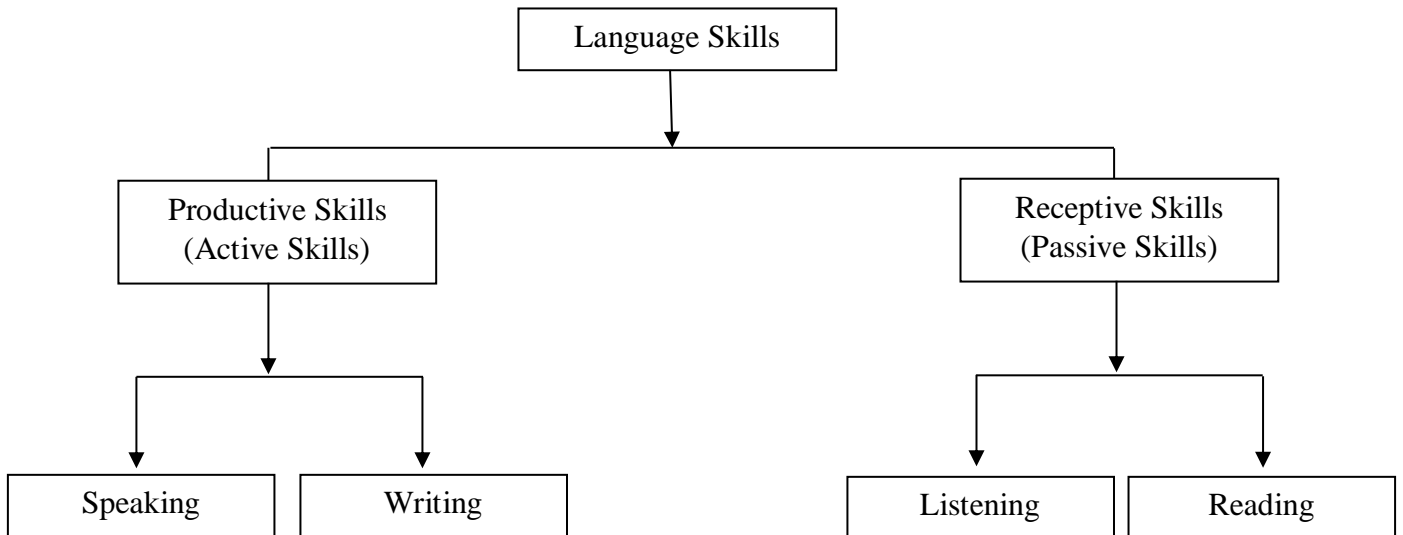 Language Skills
Productive Skills
(Active Skills)
Receptive Skills
(Passive Skills)
Speaking
Writing
Listening
Reading